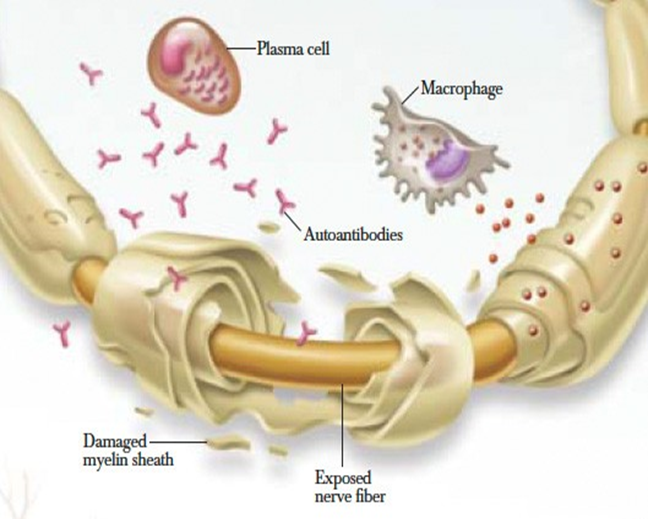 Plasma cell
Macrophage
Autoantibodies
Damaged
myelin sheath
Exposed
nerve fiber